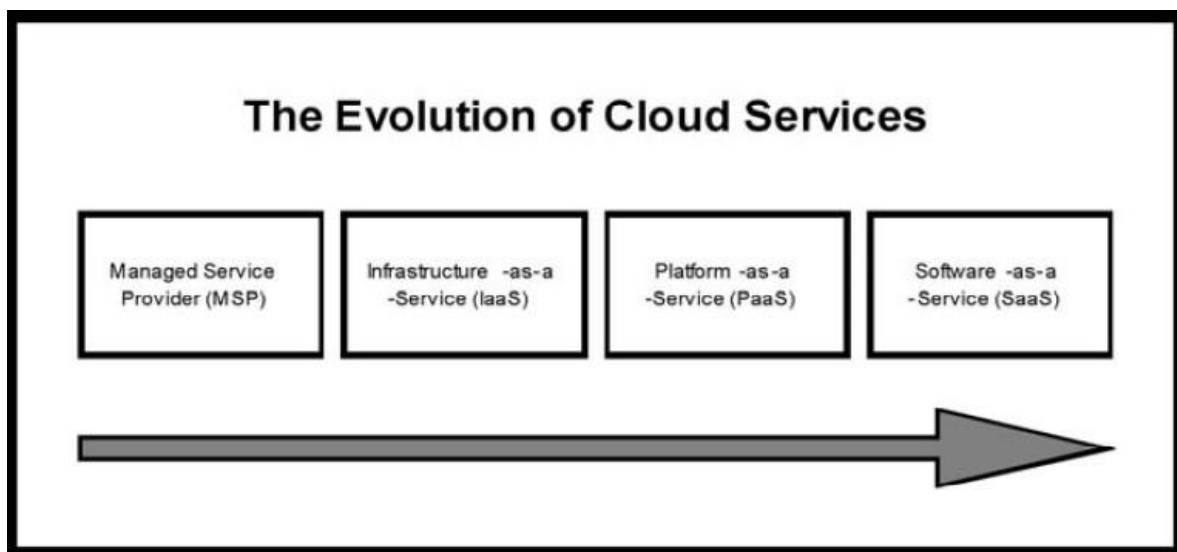 The Evolution of Cloud Services
Managed Service
Provider (MSP)
Infrastructure -as-a
-Service (IaaS)
Platform -as-a
-Service (PaaS)
Software -as-a
-Service (SaaS)